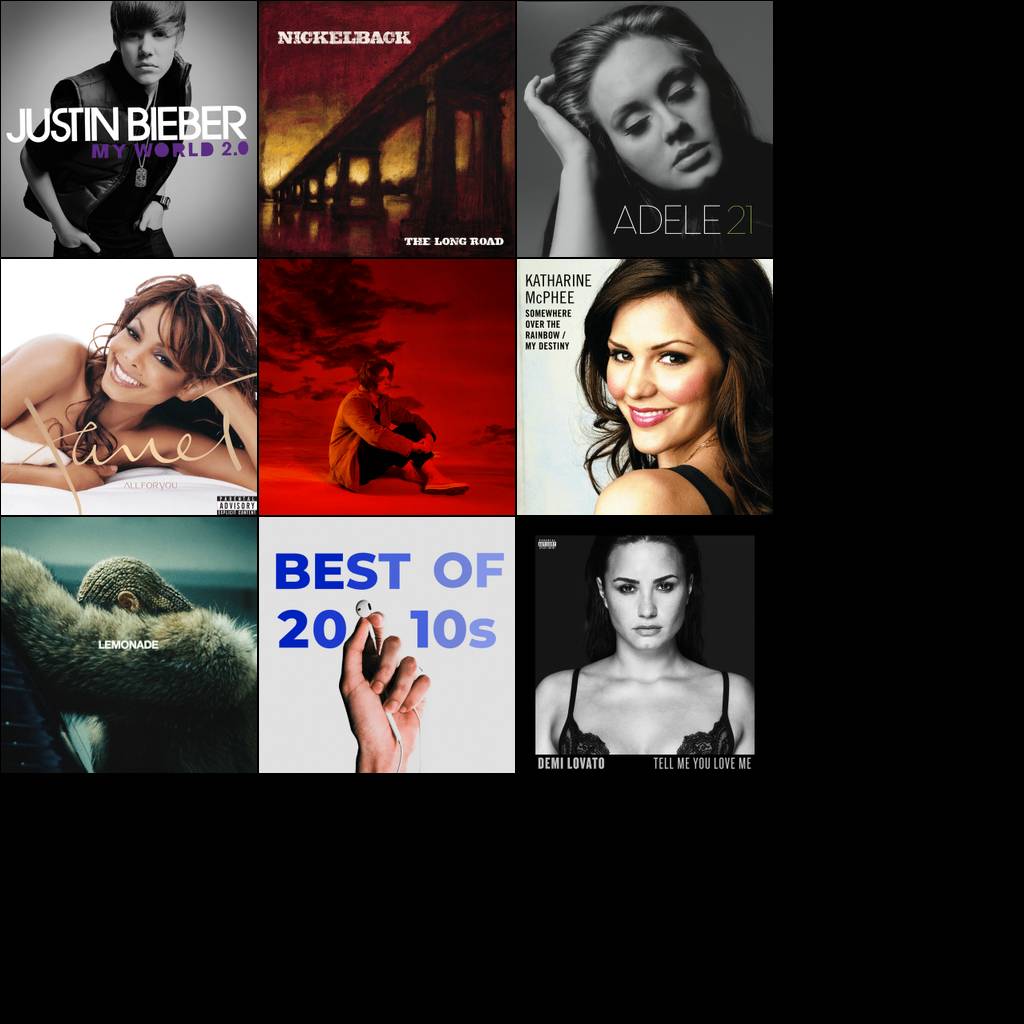 JUSTIN BIEBER
MY WORLD 2.0
NICKELBACK
THE LONG ROAD
ADELE 21
Janet
ALL FOR YOU
PARENTAL
ADVISORY
EXPLICIT CONTENT
KATHARINE
McPHEE
SOMEWHERE
OVER THE
RAINBOW /
MY DESTINY
LEMONADE
BEST OF
2010s
DEMI LOVATO
TELL ME YOU LOVE ME